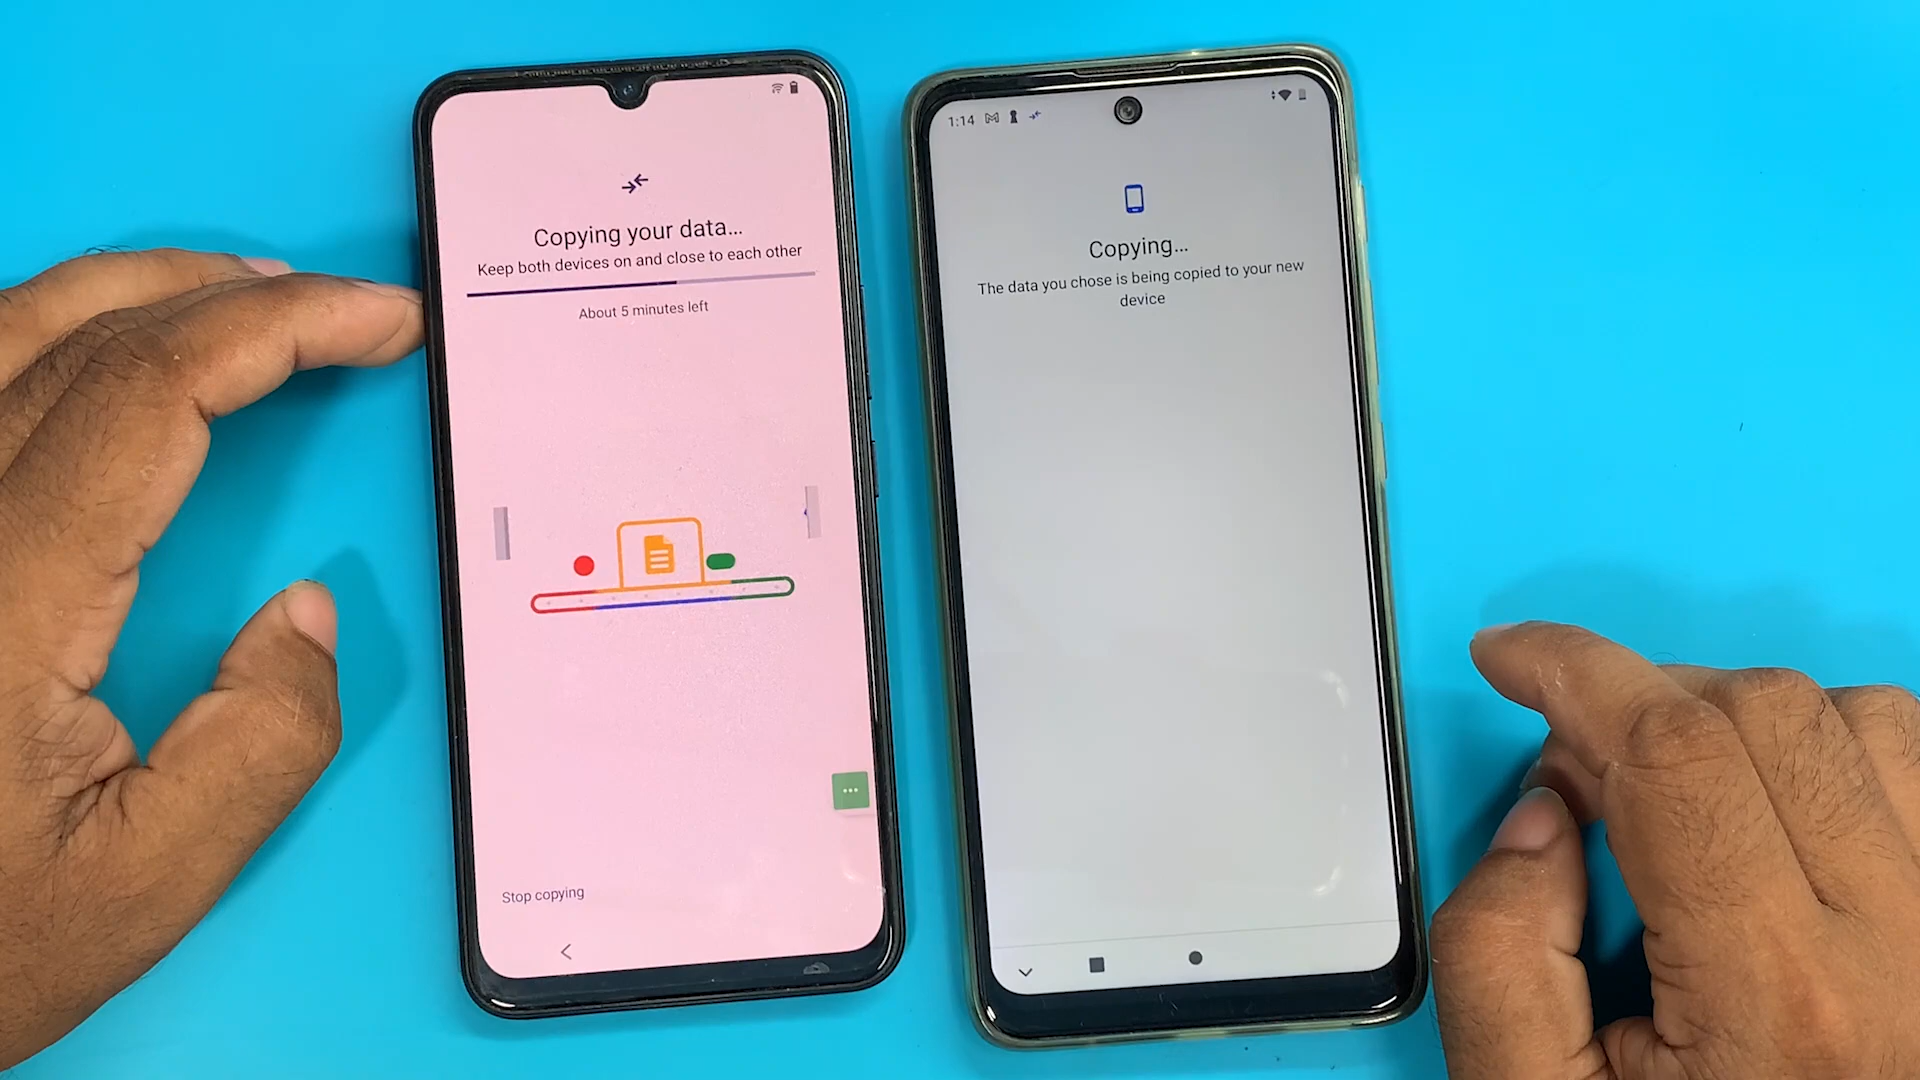 Copying your data...
Keep both devices on and close to each other
About 5 minutes left
Stop copying
1:14
Copying...
The data you chose is being copied to your new
device